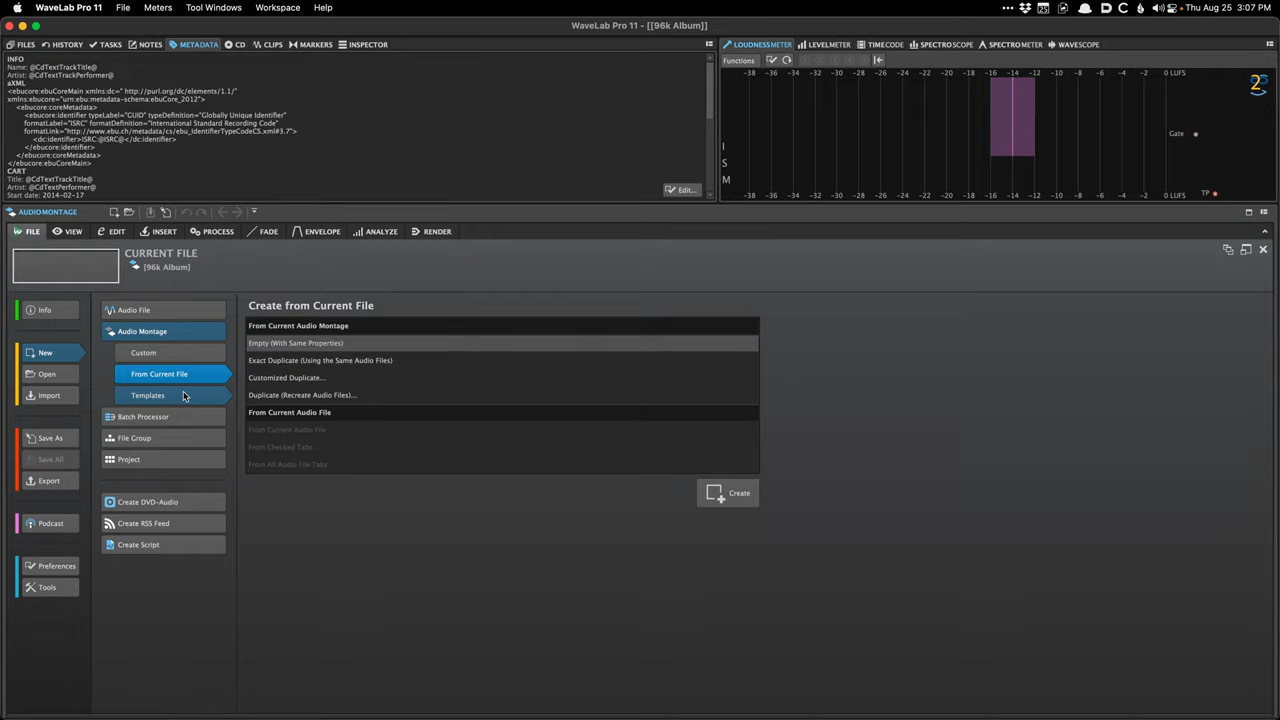 WaveLab Pro 11 File Meters Tool Windows Workspace Help
Thu Aug 25 3:07 PM
WaveLab Pro 11 - [[96k Album]]
FILES HISTORY TASKS NOTES METADATA CD CLIPS MARKERS INSPECTOR
INFO
Name: @CdTextTrackTitle@
Artist: @CdTextTrackPerformer@
aXML
<ebucore:ebuCoreMain xmlns:dc=" http://purl.org/dc/elements/1.1/"
xmlns:ebucore="urn:ebu:metadata-schema:ebuCore_2012">
<ebucore:coreMetadata>
<ebucore:identifier typeLabel="GUID" typeDefinition="Globally Unique Identifier"
formatLabel="ISRC" formatDefinition="International Standard Recording Code"
formatLink="http://www.ebu.ch/metadata/cs/ebu_IdentifierTypeCodeCS.xml#3.7">
<dc:identifier>ISRC:@ISRC@</dc:identifier>
</ebucore:identifier>
</ebucore:coreMetadata>
</ebucore:ebuCoreMain>
CART
Title: @CdTextTrackTitle@
Artist: @CdTextPerformer@
Start date: 2014-02-17
Edit...
LOUDNESSMETER LEVELMETER TIMECODE SPECTROSCOPE SPECTROMETER WAVESCOPE
Functions
-38 -36 -34 -32 -30 -28 -26 -24 -22 -20 -18 -16 -14 -12 -10 -8 -6 -4 -2 0 LUFS
25
Gate
I
S
M
TP
-38 -36 -34 -32 -30 -28 -26 -24 -22 -20 -18 -16 -14 -12 -10 -8 -6 -4 -2 0 LUFS
AUDIO MONTAGE
FILE VIEW EDIT INSERT PROCESS FADE ENVELOPE ANALYZE RENDER
CURRENT FILE
[96k Album]
Info
New
Open
Import
Save As
Save All
Export
Podcast
Preferences
Tools
Audio File
Audio Montage
Custom
From Current File
Templates
Batch Processor
File Group
Project
Create DVD-Audio
Create RSS Feed
Create Script
Create from Current File
From Current Audio Montage
Empty (With Same Properties)
Exact Duplicate (Using the Same Audio Files)
Customized Duplicate...
Duplicate (Recreate Audio Files)...
From Current Audio File
From Current Audio File
From Checked Tabs
From All Audio File Tabs
Create